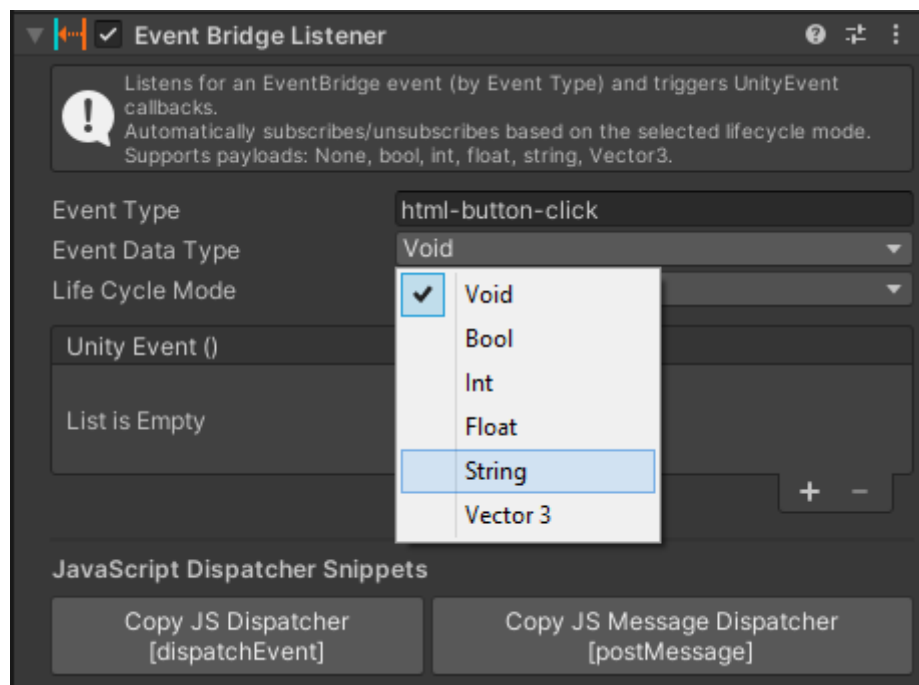 Event Bridge Listener
Listens for an EventBridge event (by Event Type) and triggers UnityEvent
callbacks.
Automatically subscribes/unsubscribes based on the selected lifecycle mode.
Supports payloads: None, bool, int, float, string, Vector3.
Event Type html-button-click
Event Data Type Void
Life Cycle Mode
Void
Bool
Int
Float
String
Vector 3
Unity Event ()
List is Empty
JavaScript Dispatcher Snippets
Copy JS Dispatcher
[dispatchEvent]
Copy JS Message Dispatcher
[postMessage]